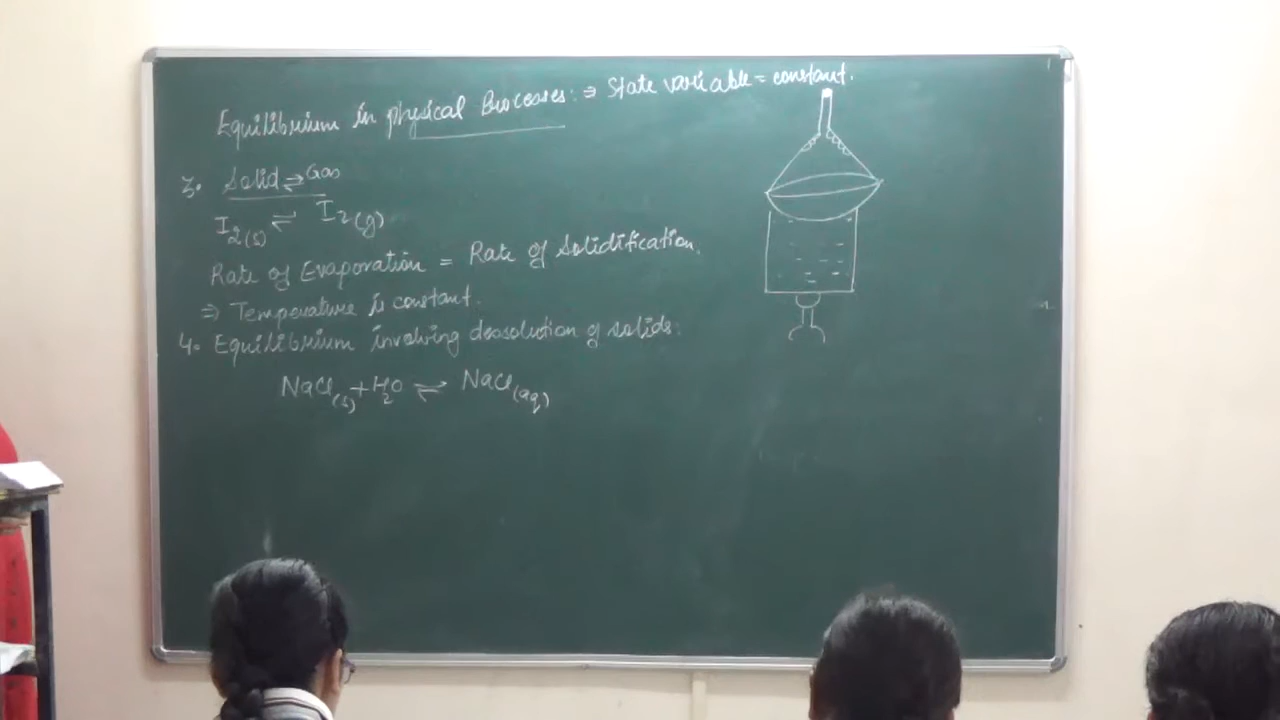 Equilibrium in physical Processes: ⇒ State variable = constant.
3. Solid ⇌ Gas
I2(s) ⇌ I2(g)
Rate of Evaporation = Rate of Solidification.
⇒ Temperature is constant.
4. Equilibrium involving dessolution of solids:
NaCl(s) + H2O ⇌ NaCl(aq)